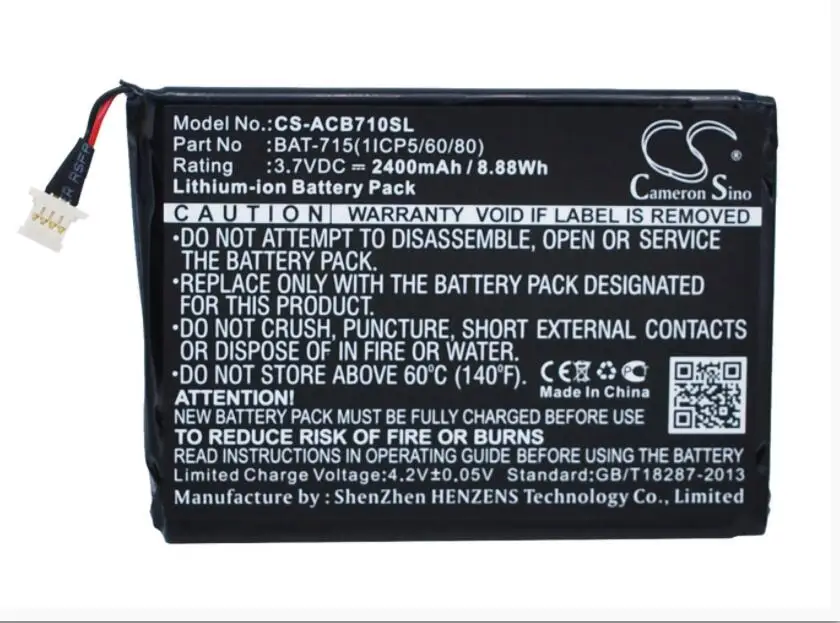 Model No.:CS-ACB710SL
Part No :BAT-715(1ICP5/60/80)
Rating :3.7VDC ⎓ 2400mAh / 8.88Wh
Lithium-ion Battery Pack
CS ®
Cameron Sino
CAUTION WARRANTY VOID IF LABEL IS REMOVED
•DO NOT ATTEMPT TO DISASSEMBLE, OPEN OR SERVICE
THE BATTERY PACK.
•REPLACE ONLY WITH THE BATTERY PACK DESIGNATED
FOR THIS PRODUCT.
•DO NOT CRUSH, PUNCTURE, SHORT EXTERNAL CONTACTS
OR DISPOSE OF IN FIRE OR WATER.
•DO NOT STORE ABOVE 60°C (140°F).
CE
Made In China
ATTENTION!
NEW BATTERY PACK MUST BE FULLY CHARGED BEFORE USE
TO REDUCE RISK OF FIRE OR BURNS
READ INSTRUCTIONS IN OPERATING GUIDE BEFORE USING THE BATTERY
Limited Charge Voltage:4.2V±0.05V Standard:GB/T18287-2013
Manufacture by : ShenZhen HENZENS Technology Co., Limited